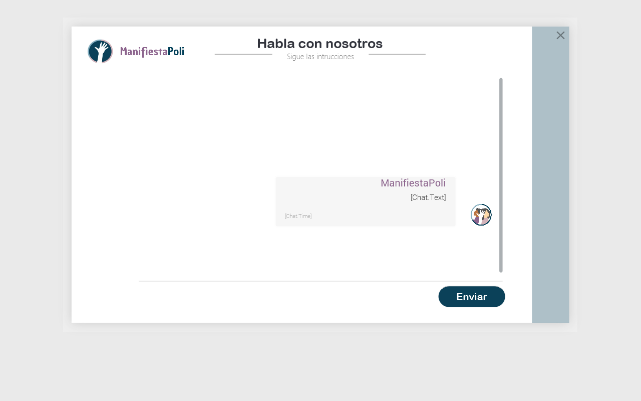 ManifiestaPoli
Habla con nosotros
Sigue las intrucciones
ManifiestaPoli
[Chat.Text]
[Chat.Time]
Enviar